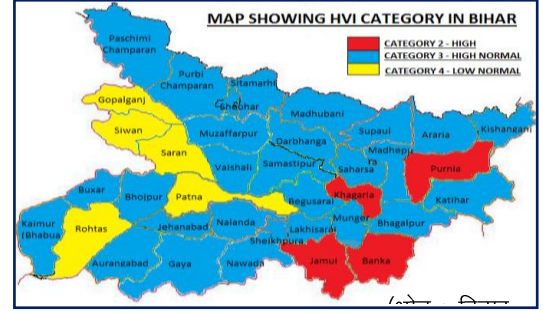 MAP SHOWING HVI CATEGORY IN BIHAR
CATEGORY 2 - HIGH
CATEGORY 3 - HIGH NORMAL
CATEGORY 4 - LOW NORMAL
Paschimi
Champaran
Purbi
Champaran
Sitamarhi
Sheohar
Gopalganj
Siwan
Saran
Muzaffarpur
Madhubani
Darbhanga
Supaul
Araria
Kishanganj
Madhepu
ra
Vaishali
Samastipur
Saharsa
Purnia
Katihar
Buxar
Bhojpur
Patna
Begusarai
Khagaria
Kaimur
(Bhabua)
Rohtas
Jehanabad
Nalanda
Lakhisarai
Munger
Bhagalpur
Sheikhpura
Aurangabad
Gaya
Nawada
Jamui
Banka